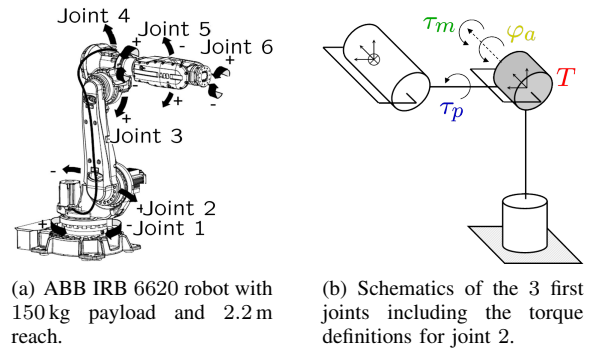 Joint 4
Joint 5
Joint 6
+
-
+
-
+
+
Joint 3
-
+
Joint 2
+
-
Joint 1
τm
φa
T
τp
(a) ABB IRB 6620 robot with
150 kg payload and 2.2 m
reach.
(b) Schematics of the 3 first
joints including the torque
definitions for joint 2.